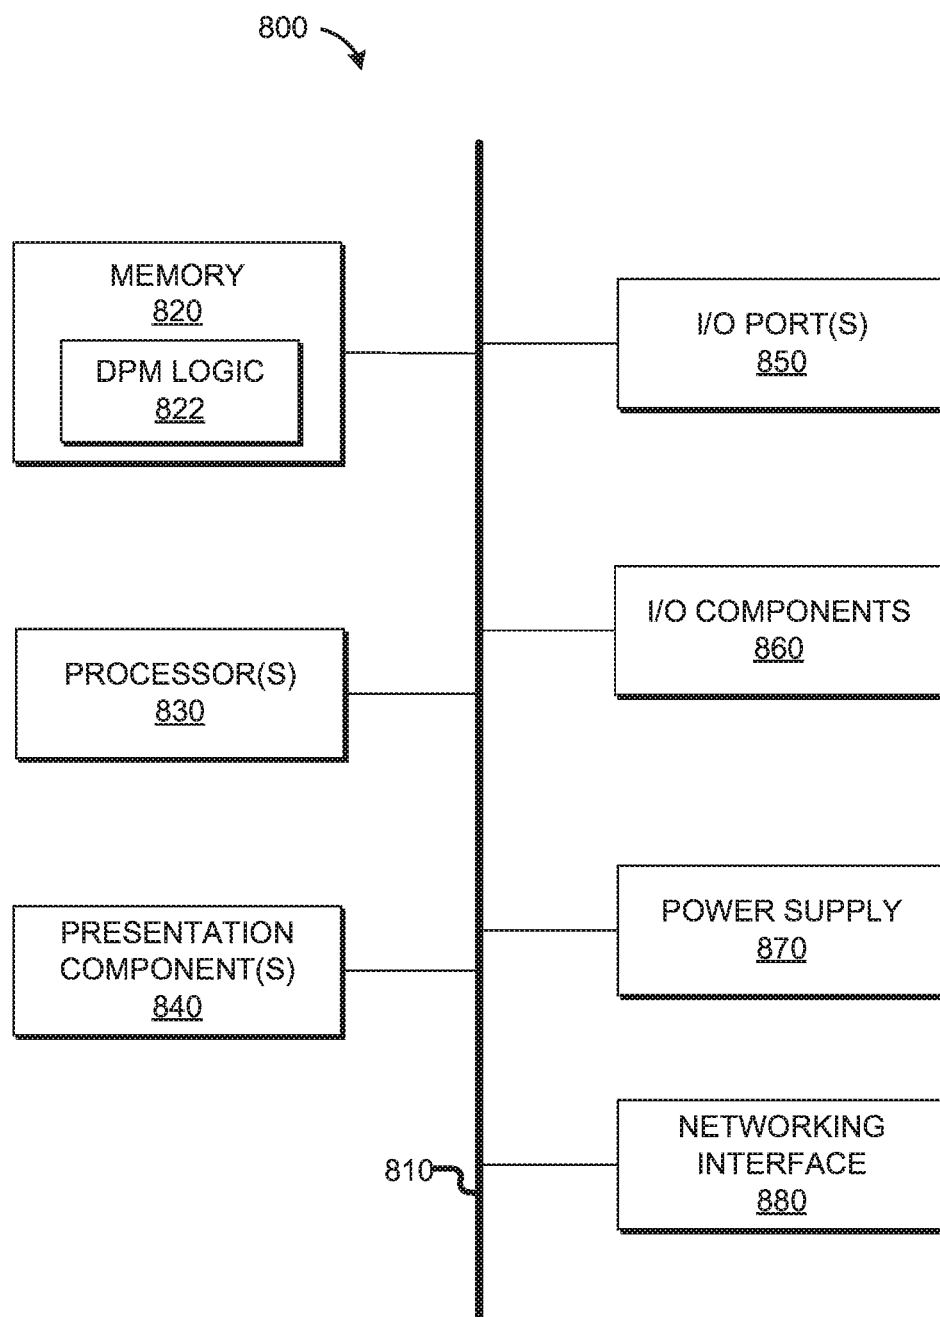 800
MEMORY
820
DPM LOGIC
822
I/O PORT(S)
850
I/O COMPONENTS
860
PROCESSOR(S)
830
POWER SUPPLY
870
PRESENTATION
COMPONENT(S)
840
NETWORKING
INTERFACE
880
810